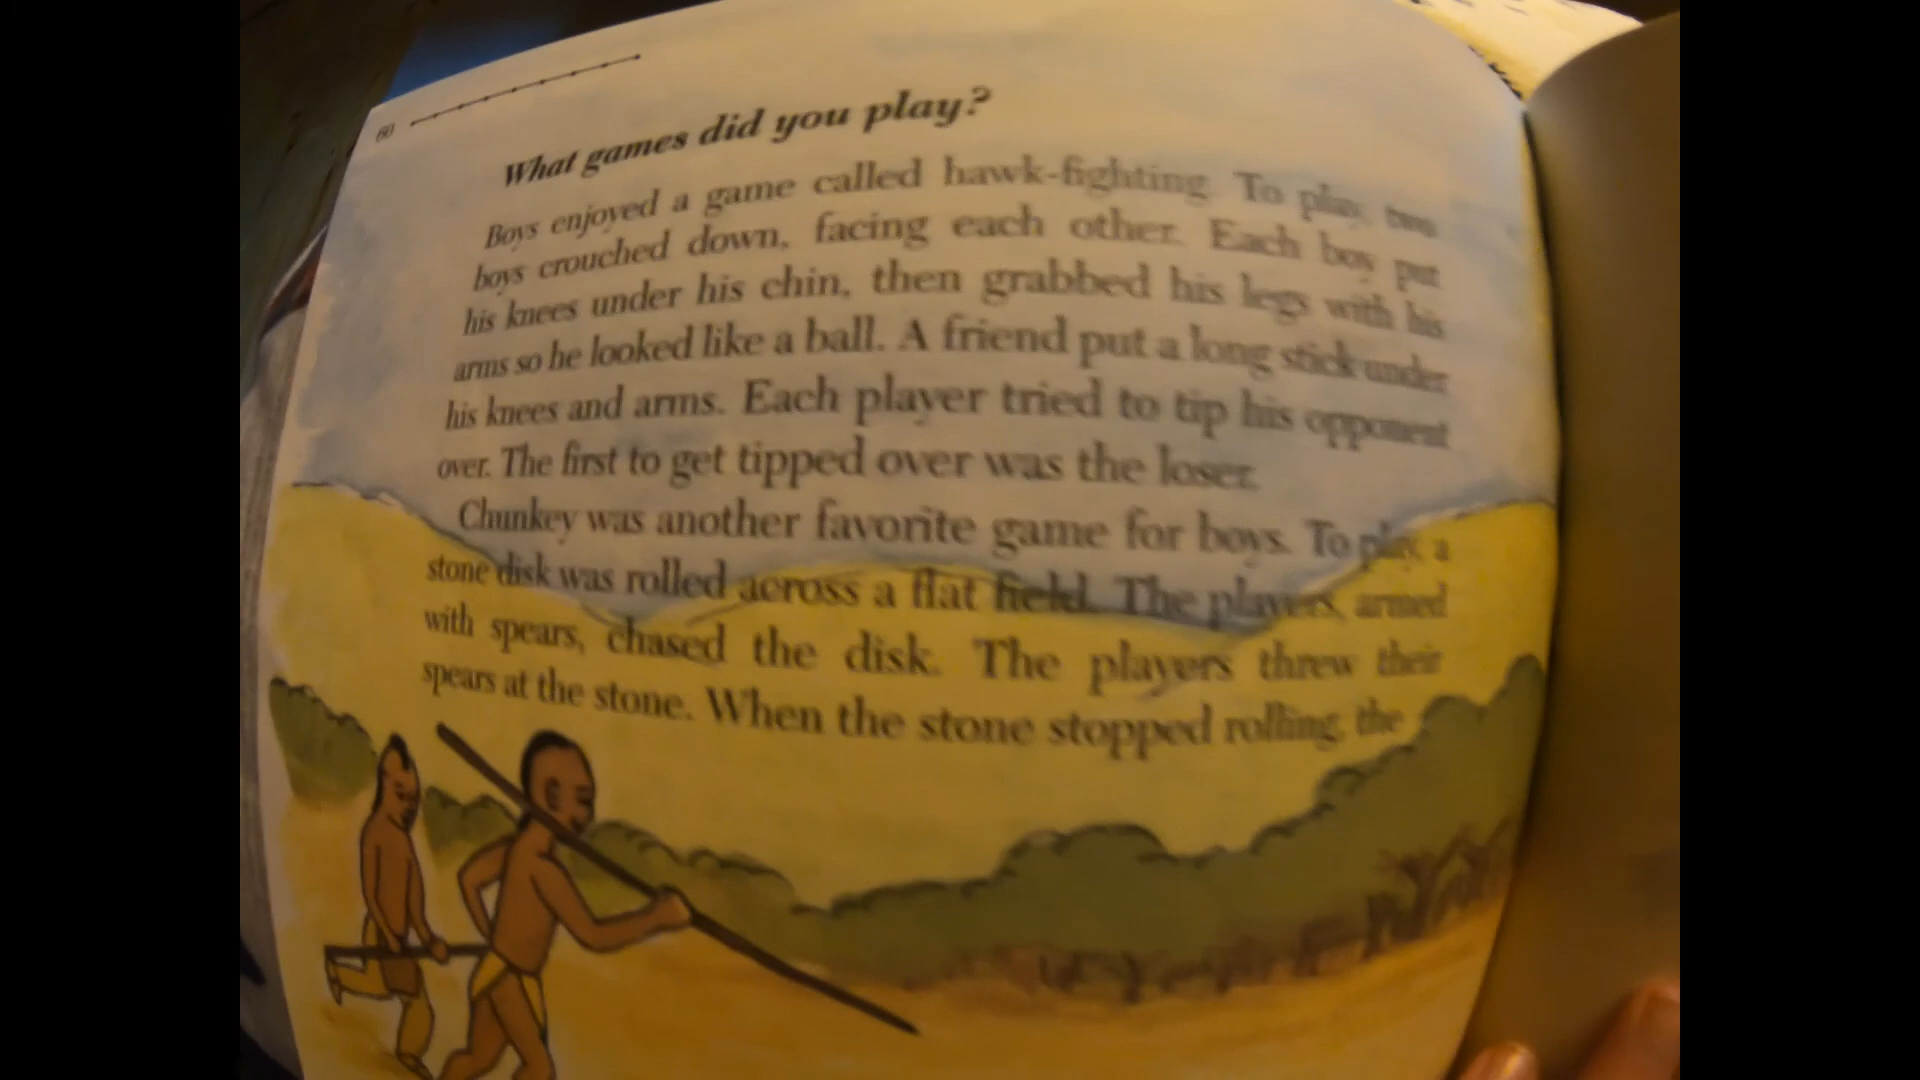 60
What games did you play?
Boys enjoyed a game called hawk-fighting. To play, two
boys crouched down, facing each other. Each boy put
his knees under his chin, then grabbed his legs with his
arms so he looked like a ball. A friend put a long stick under
his knees and arms. Each player tried to tip his opponent
over. The first to get tipped over was the loser.
Chunkey was another favorite game for boys. To play, a
stone disk was rolled across a flat field. The players, armed
with spears, chased the disk. The players threw their
spears at the stone. When the stone stopped rolling, the